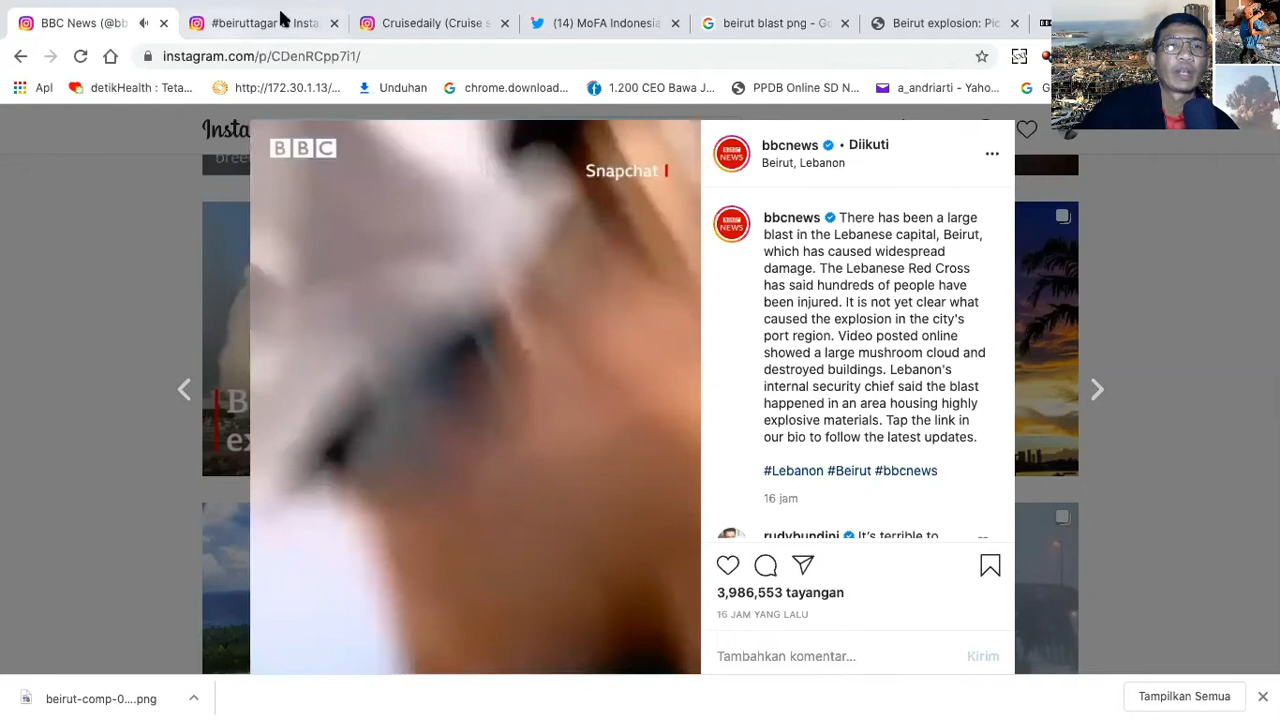 BBC News (@bb
#beiruttagar • Insta
Cruisedaily (Cruise s
(14) MoFA Indonesia
beirut blast png - Go
Beirut explosion: Pic
instagram.com/p/CDenRCpp7i1/
Apl
detikHealth : Teta...
http://172.30.1.13/...
Unduhan
chrome.download...
1.200 CEO Bawa J...
PPDB Online SD N...
a_andriarti - Yaho...
BBC
Snapchat
bbcnews • Diikuti
Beirut, Lebanon
bbcnews There has been a large
blast in the Lebanese capital, Beirut,
which has caused widespread
damage. The Lebanese Red Cross
has said hundreds of people have
been injured. It is not yet clear what
caused the explosion in the city's
port region. Video posted online
showed a large mushroom cloud and
destroyed buildings. Lebanon's
internal security chief said the blast
happened in an area housing highly
explosive materials. Tap the link in
our bio to follow the latest updates.
#Lebanon #Beirut #bbcnews
16 jam
rudybundini It's terrible to
3,986,553 tayangan
16 JAM YANG LALU
Tambahkan komentar...
Kirim
beirut-comp-0....png
Tampilkan Semua